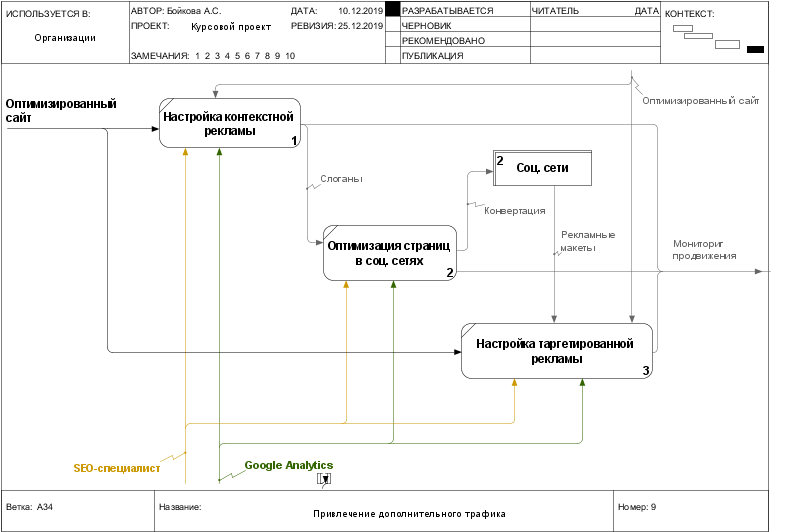 ИСПОЛЬЗУЕТСЯ В:
Организации
АВТОР: Бойкова А.С.
ДАТА: 10.12.2019
ПРОЕКТ: Курсовой проект
РЕВИЗИЯ: 25.12.2019
ЗАМЕЧАНИЯ: 1 2 3 4 5 6 7 8 9 10
РАЗРАБАТЫВАЕТСЯ
ЧЕРНОВИК
РЕКОМЕНДОВАНО
ПУБЛИКАЦИЯ
ЧИТАТЕЛЬ
ДАТА
КОНТЕКСТ:
Оптимизированный
сайт
Настройка контекстной
рекламы
1
Оптимизированный сайт
Слоганы
2
Соц. сети
Конвертация
Рекламные
макеты
Оптимизация страниц
в соц. сетях
2
Мониториг
продвижения
Настройка таргетированной
рекламы
3
SEO-специалист
Google Analytics
Ветка: A34
Название:
Привлечение дополнительного трафика
Номер: 9